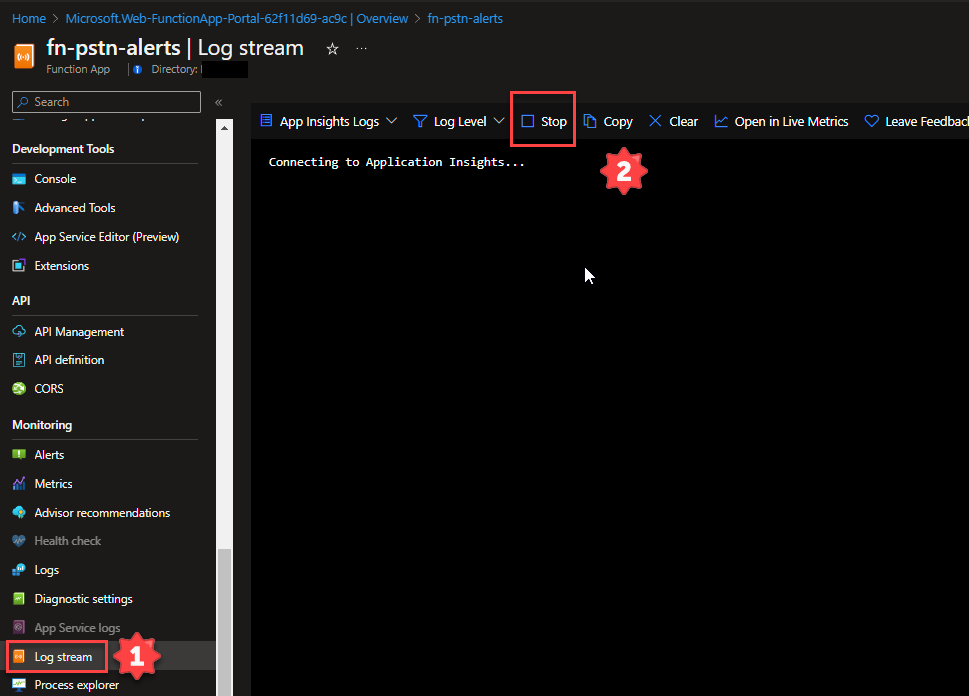 Home > Microsoft.Web-FunctionApp-Portal-62f11d69-ac9c | Overview > fn-pstn-alerts
fn-pstn-alerts | Log stream
Function App
Directory:
Search
«
App Insights Logs
Log Level
Stop
Copy
Clear
Open in Live Metrics
Leave Feedback
Connecting to Application Insights...
2
Development Tools
Console
Advanced Tools
App Service Editor (Preview)
Extensions
API
API Management
API definition
CORS
Monitoring
Alerts
Metrics
Advisor recommendations
Health check
Logs
Diagnostic settings
App Service logs
Log stream
1
Process explorer